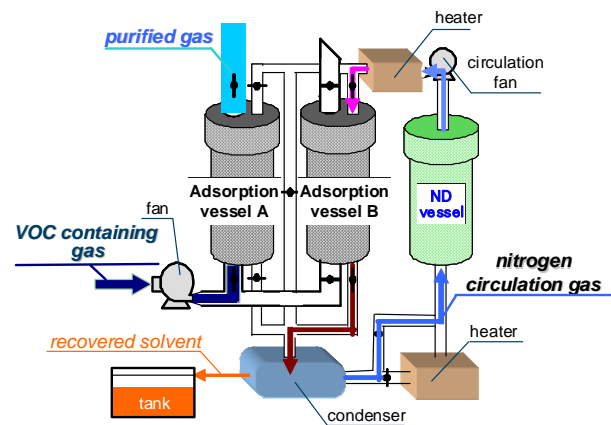 purified gas
heater
circulation
fan
Adsorption
vessel A
Adsorption
vessel B
ND
vessel
fan
VOC containing
gas
nitrogen
circulation gas
recovered solvent
heater
tank
condenser